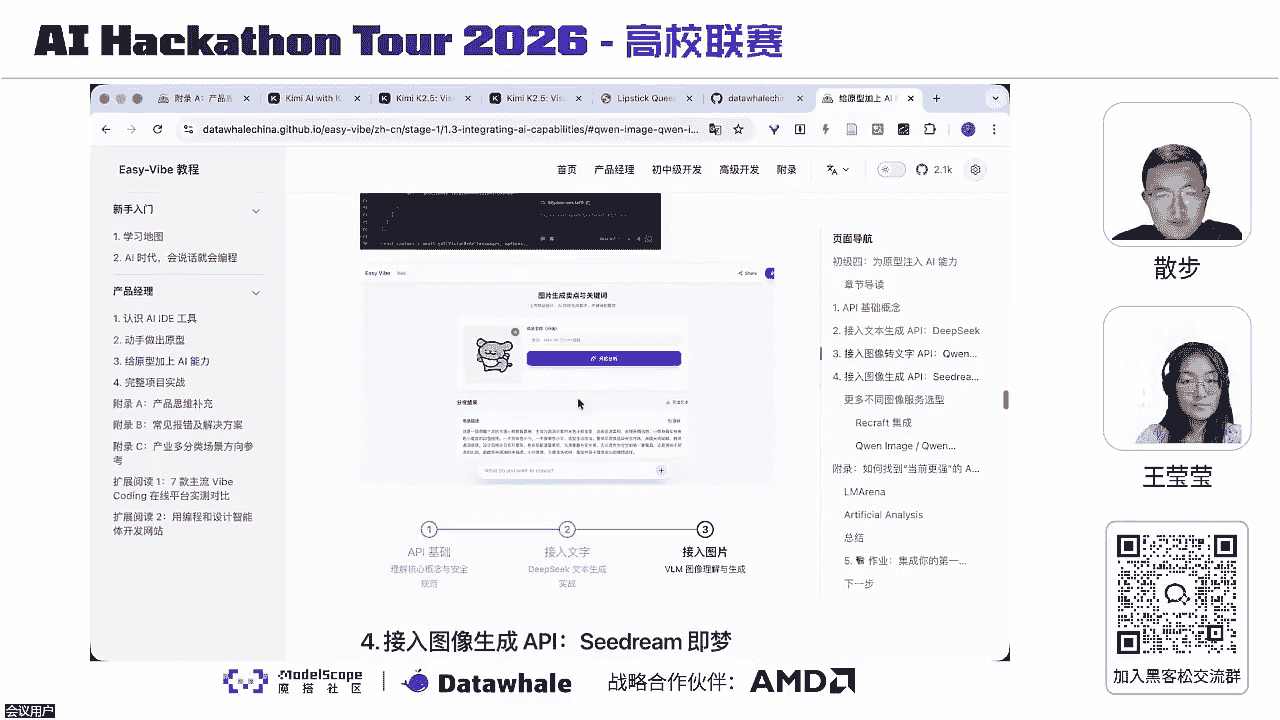 AI Hackathon Tour 2026 - 高校联赛
附录 A：产品思
Kimi AI with K.
Kimi K2.5: Vis
Kimi K2.5: Vis
Lipstick Quee
datawhalechi
给原型加上 AI
datawhalechina.github.io/easy-vibe/zh-cn/stage-1/1.3-integrating-ai-capabilities/#qwen-image-qwen-i...
Easy-Vibe 教程
首页
产品经理
初中级开发
高级开发
附录
2.1k
新手入门
1. 学习地图
2. AI 时代，会说话就会编程
产品经理
1. 认识 AI IDE 工具
2. 动手做出原型
3. 给原型加上 AI 能力
4. 完整项目实战
附录 A：产品思维补充
附录 B：常见报错及解决方案
附录 C：产业多分类场景方向参
考
扩展阅读 1：7 款主流 Vibe
Coding 在线平台实测对比
扩展阅读 2：用编程和设计智能
体开发网站
Easy Vibe
Share
图片生成卖点与关键词
开始分析
分析结果
What do you want to create?
1
2
3
API 基础
理解核心概念与安全
规范
接入文字
DeepSeek 文本生成
实战
接入图片
VLM 图像理解与生成
4. 接入图像生成 API：Seedream 即梦
页面导航
初级四：为原型注入 AI 能力
章节导读
1. API 基础概念
2. 接入文本生成 API：DeepSeek
3. 接入图像转文字 API：Qwen...
4. 接入图像生成 API：Seedrea...
更多不同图像服务选型
Recraft 集成
Qwen Image / Qwen...
附录：如何找到“当前更强”的 A...
LMArena
Artificial Analysis
总结
5. 作业：集成你的第一...
下一步
散步
王莹莹
加入黑客松交流群
ModelScope
魔搭社区
Datawhale
战略合作伙伴：
AMD
会议用户